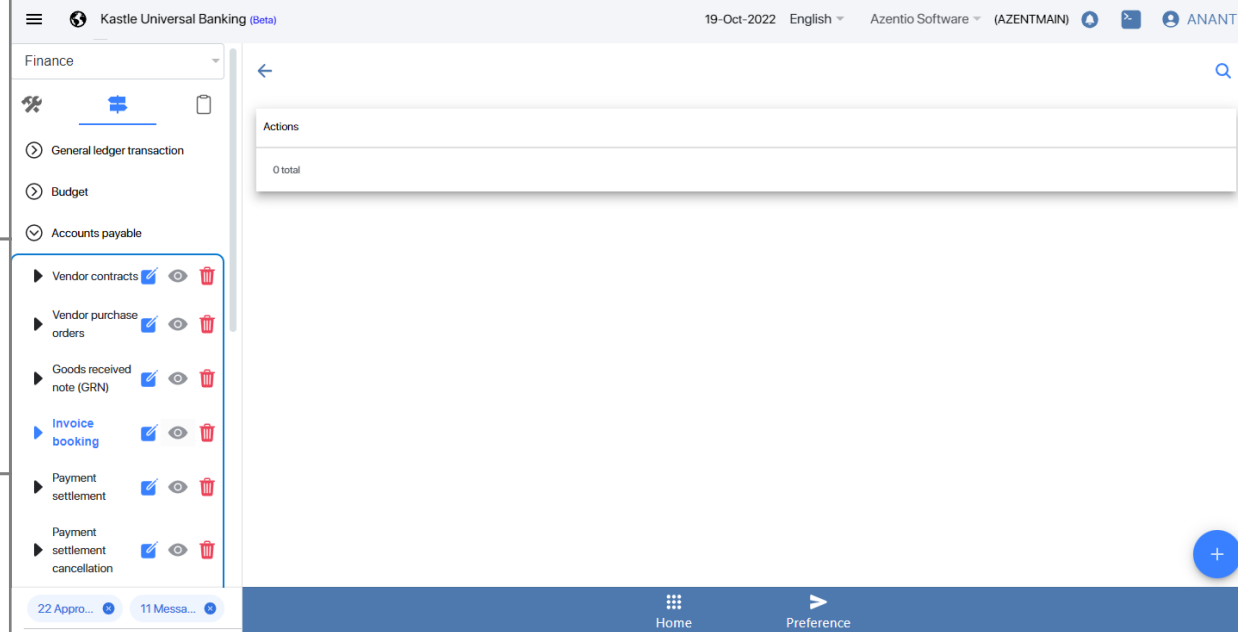 Kastle Universal Banking (Beta)
19-Oct-2022 English Azentio Software (AZENTMAIN) ANANT
Finance
General ledger transaction
Budget
Accounts payable
Vendor contracts
Vendor purchase
orders
Goods received
note (GRN)
Invoice
booking
Payment
settlement
Payment
settlement
cancellation
22 Appro...
11 Messa...
Actions
0 total
Home
Preference